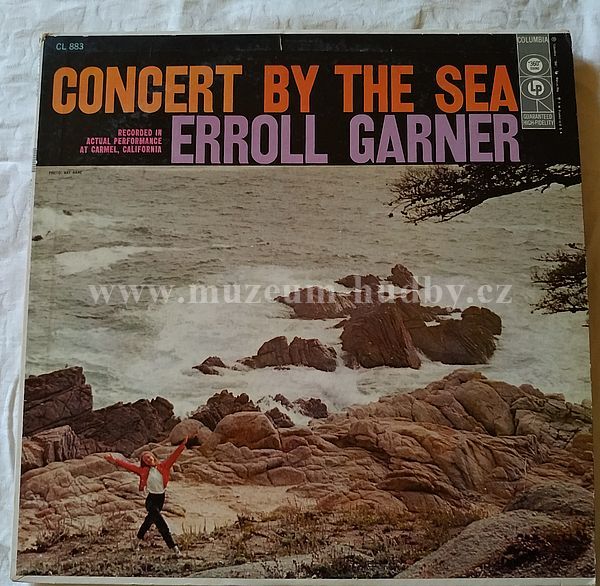 CL 883
COLUMBIA
CONCERT BY THE SEA
360
LP
GUARANTEED
HIGH-FIDELITY
RECORDED IN
ACTUAL PERFORMANCE
AT CARMEL, CALIFORNIA
ERROLL GARNER
www.muzeum-hudby.cz